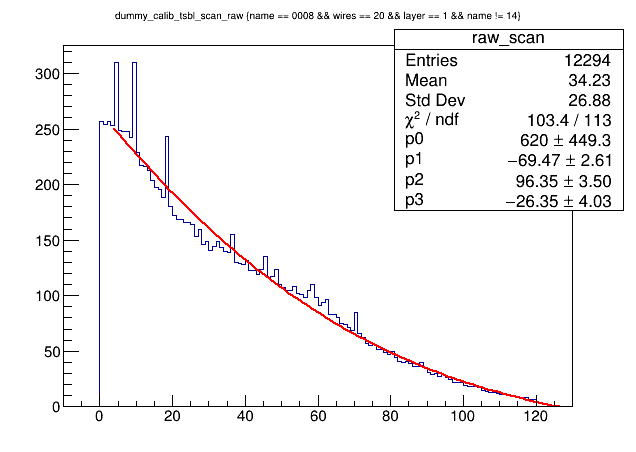 dummy_calib_tsbl_scan_raw {name == 0008 && wires == 20 && layer == 1 && name != 14}
raw_scan
Entries 12294
Mean 34.23
Std Dev 26.88
χ² / ndf 103.4 / 113
p0 620 ± 449.3
p1 −69.47 ± 2.61
p2 96.35 ± 3.50
p3 −26.35 ± 4.03
300
250
200
150
100
50
0
0 20 40 60 80 100 120